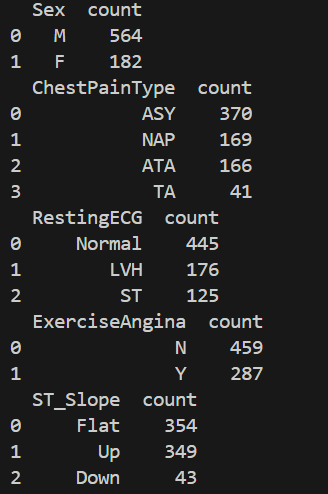 Sex count
0 M 564
1 F 182
ChestPainType count
0 ASY 370
1 NAP 169
2 ATA 166
3 TA 41
RestingECG count
0 Normal 445
1 LVH 176
2 ST 125
ExerciseAngina count
0 N 459
1 Y 287
ST_Slope count
0 Flat 354
1 Up 349
2 Down 43